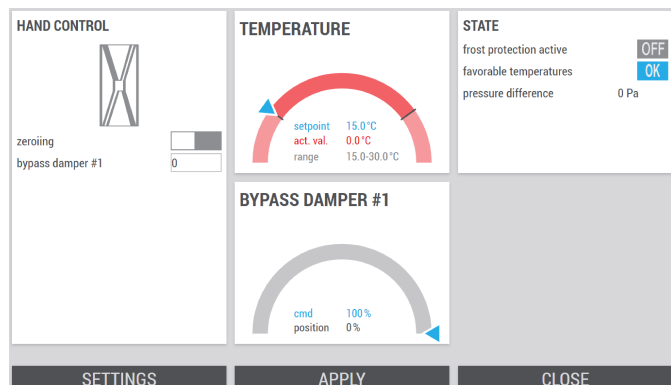 HAND CONTROL
zeroiing
bypass damper #1
0
TEMPERATURE
setpoint 15.0 °C
act. val. 0.0 °C
range 15.0-30.0 °C
BYPASS DAMPER #1
cmd 100 %
position 0 %
STATE
frost protection active OFF
favorable temperatures OK
pressure difference 0 Pa
SETTINGS
APPLY
CLOSE